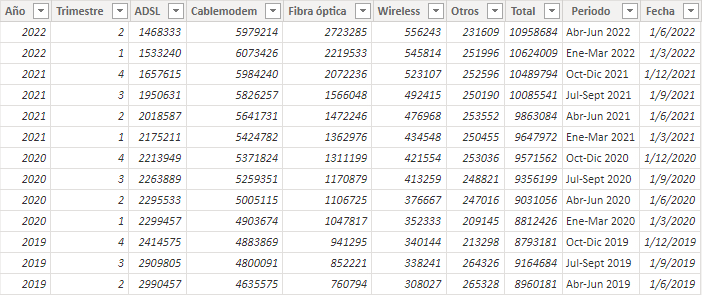 Año Trimestre ADSL Cablemodem Fibra óptica Wireless Otros Total Periodo Fecha
2022 2 1468333 5979214 2723285 556243 231609 10958684 Abr-Jun 2022 1/6/2022
2022 1 1533240 6073426 2219533 545814 251996 10624009 Ene-Mar 2022 1/3/2022
2021 4 1657615 5984240 2072236 523107 252596 10489794 Oct-Dic 2021 1/12/2021
2021 3 1950631 5826257 1566048 492415 250190 10085541 Jul-Sept 2021 1/9/2021
2021 2 2018587 5641731 1472246 476968 253552 9863084 Abr-Jun 2021 1/6/2021
2021 1 2175211 5424782 1362976 434548 250455 9647972 Ene-Mar 2021 1/3/2021
2020 4 2213949 5371824 1311199 421554 253036 9571562 Oct-Dic 2020 1/12/2020
2020 3 2263889 5259351 1170879 413259 248821 9356199 Jul-Sept 2020 1/9/2020
2020 2 2295533 5005115 1106725 376667 247016 9031056 Abr-Jun 2020 1/6/2020
2020 1 2299457 4903674 1047817 352333 209145 8812426 Ene-Mar 2020 1/3/2020
2019 4 2414575 4883869 941295 340144 213298 8793181 Oct-Dic 2019 1/12/2019
2019 3 2909805 4800091 852221 338241 264326 9164684 Jul-Sept 2019 1/9/2019
2019 2 2990457 4635575 760794 308027 265328 8960181 Abr-Jun 2019 1/6/2019